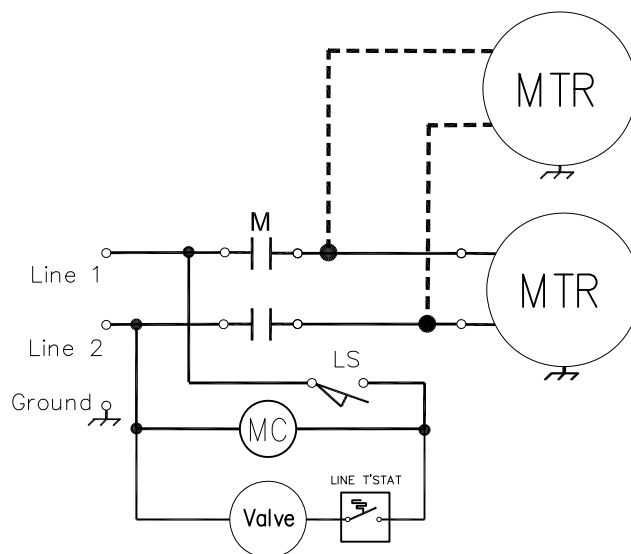 MTR
M
Line 1
MTR
Line 2
LS
Ground
MC
LINE T'STAT
Valve